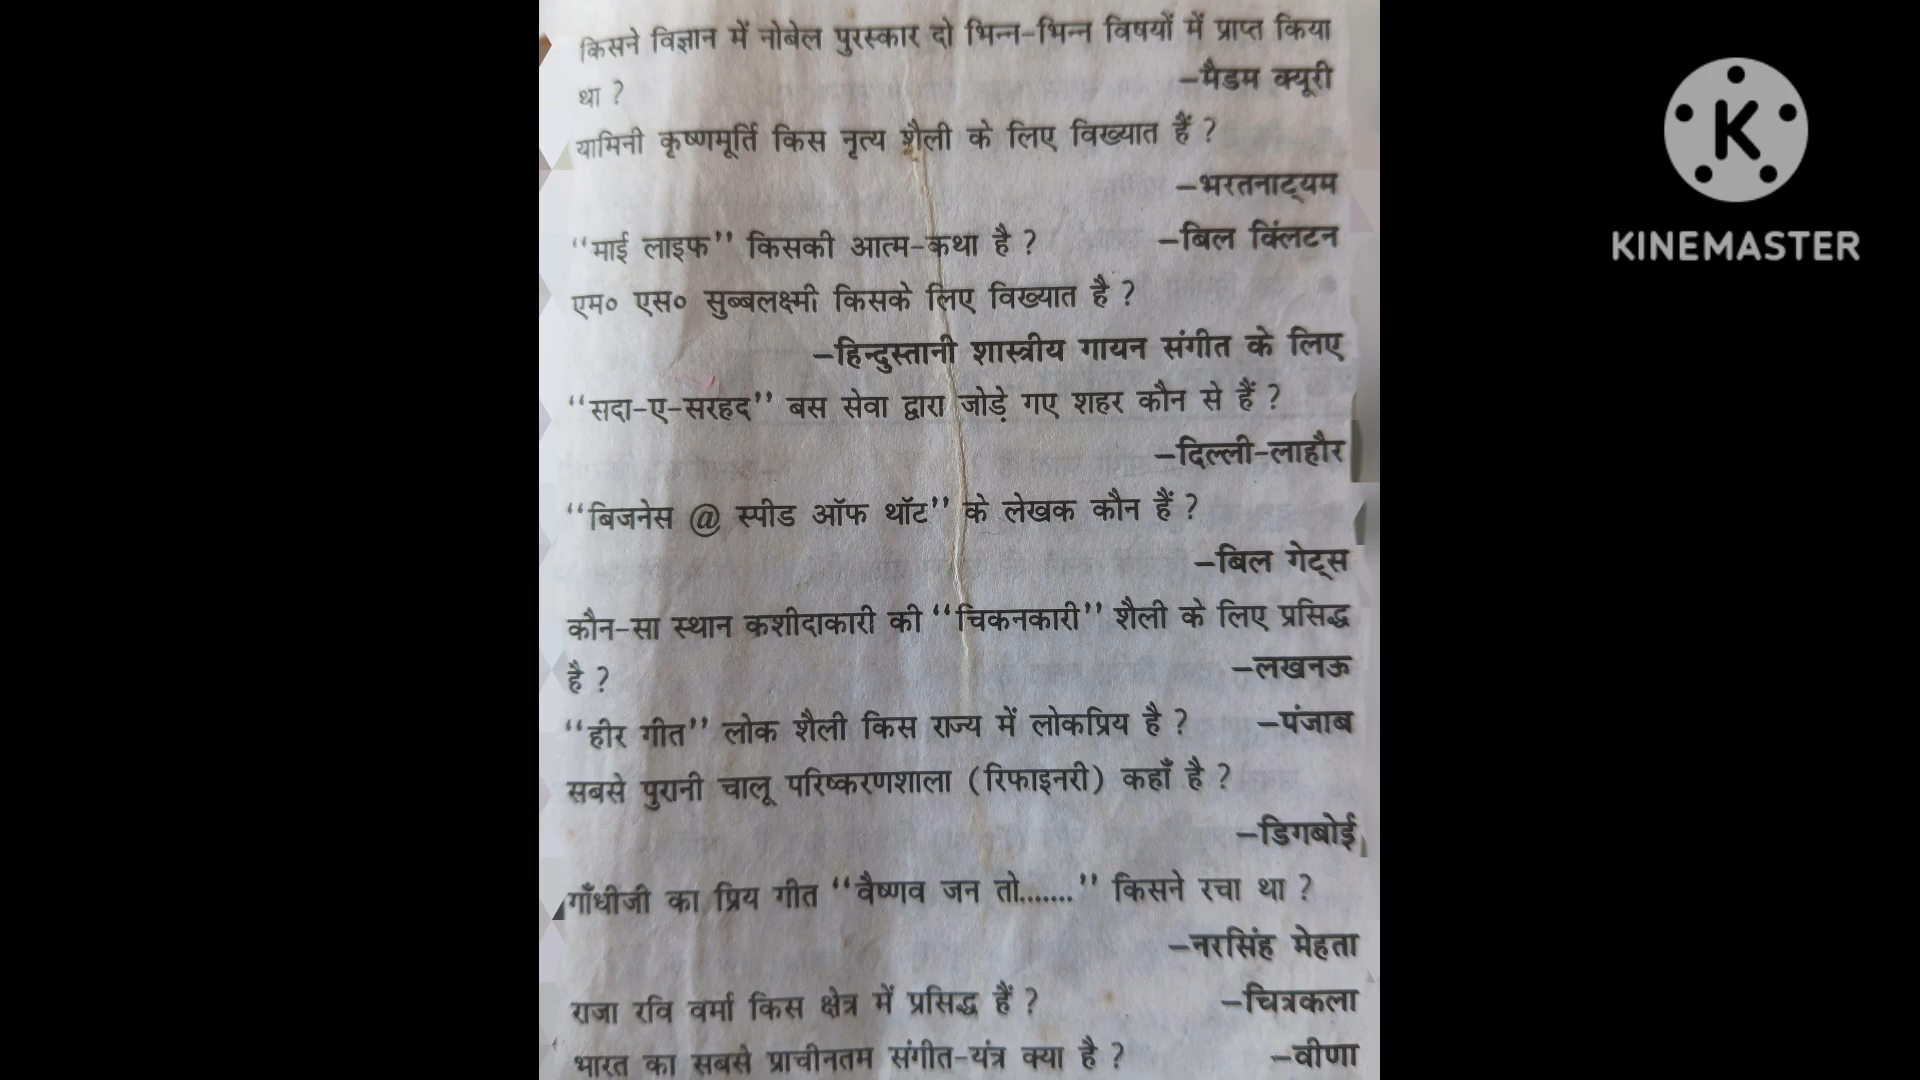 किसने विज्ञान में नोबेल पुरस्कार दो भिन्न-भिन्न विषयों में प्राप्त किया
था ? –मैडम क्यूरी
यामिनी कृष्णमूर्ति किस नृत्य शैली के लिए विख्यात हैं ?
–भरतनाट्यम
“माई लाइफ” किसकी आत्म-कथा है ? –बिल क्लिंटन
एम० एस० सुब्बलक्ष्मी किसके लिए विख्यात है ?
–हिन्दुस्तानी शास्त्रीय गायन संगीत के लिए
“सदा-ए-सरहद” बस सेवा द्वारा जोड़े गए शहर कौन से हैं ?
–दिल्ली-लाहौर
“बिजनेस @ स्पीड ऑफ थॉट” के लेखक कौन हैं ?
–बिल गेट्स
कौन-सा स्थान कशीदाकारी की “चिकनकारी” शैली के लिए प्रसिद्ध
है ? –लखनऊ
“हीर गीत” लोक शैली किस राज्य में लोकप्रिय है ? –पंजाब
सबसे पुरानी चालू परिष्करणशाला (रिफाइनरी) कहाँ है ?
–डिगबोई
गाँधीजी का प्रिय गीत “वैष्णव जन तो.......” किसने रचा था ?
–नरसिंह मेहता
राजा रवि वर्मा किस क्षेत्र में प्रसिद्ध हैं ? –चित्रकला
भारत का सबसे प्राचीनतम संगीत-यंत्र क्या है ? –वीणा
K
KINEMASTER